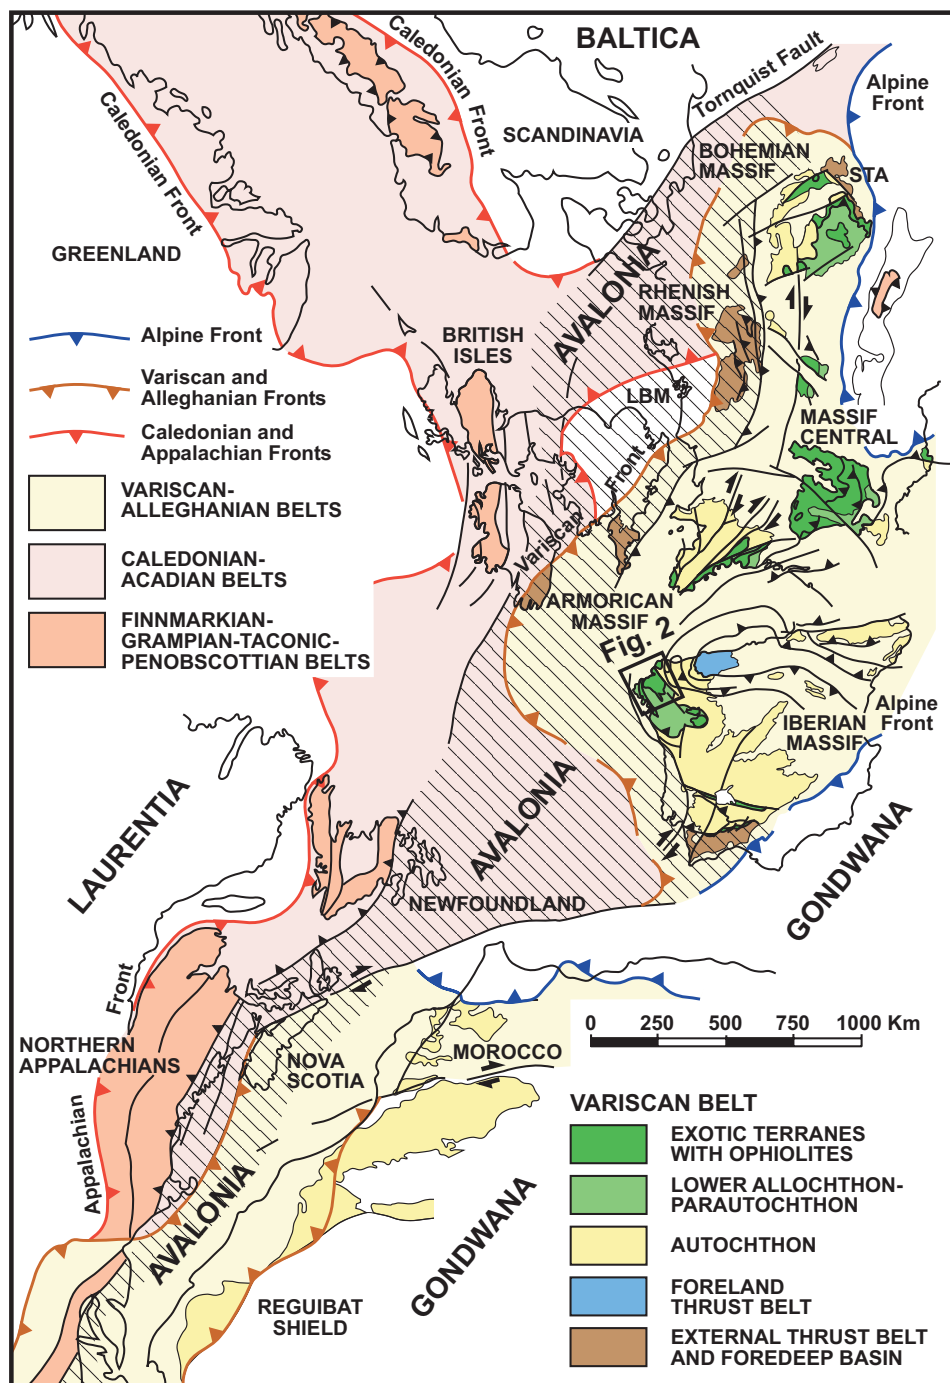 BALTICA
Caledonian
Front
Tornquist Fault
Alpine
Front
SCANDINAVIA
BOHEMIAN
MASSIF
STA
Caledonian Front
GREENLAND
AVALONIA
RHENISH
MASSIF
BRITISH
ISLES
LBM
MASSIF
CENTRAL
Alpine Front
Variscan and
Alleghanian Fronts
Caledonian and
Appalachian Fronts
VARISCAN-
ALLEGHANIAN BELTS
CALEDONIAN-
ACADIAN BELTS
FINNMARKIAN-
GRAMPIAN-TACONIC-
PENOBSCOTTIAN BELTS
Variscan
Front
ARMORICAN
MASSIF
Fig. 2
IBERIAN
MASSIF
Alpine
Front
LAURENTIA
AVALONIA
GONDWANA
NEWFOUNDLAND
Appalachian
Front
NORTHERN
APPALACHIANS
NOVA
SCOTIA
MOROCCO
0 250 500 750 1000 Km
AVALONIA
GONDWANA
REGUIBAT
SHIELD
VARISCAN BELT
EXOTIC TERRANES
WITH OPHIOLITES
LOWER ALLOCHTHON-
PARAUTOCHTHON
AUTOCHTHON
FORELAND
THRUST BELT
EXTERNAL THRUST BELT
AND FOREDEEP BASIN